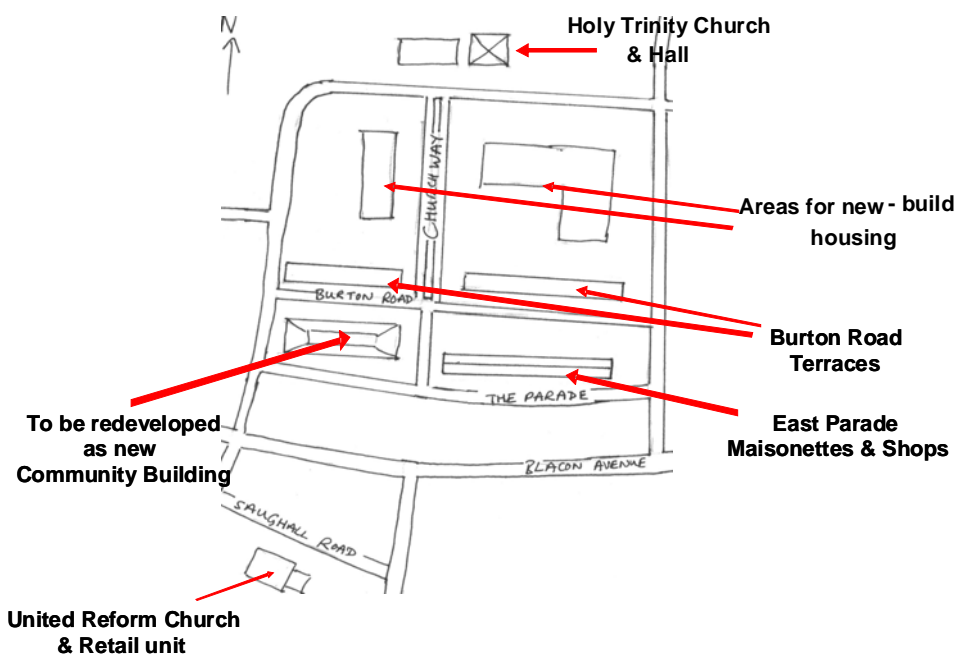 N
Holy Trinity Church
& Hall
CHURCH WAY
Areas for new - build
housing
BURTON ROAD
Burton Road
Terraces
THE PARADE
To be redeveloped
as new
Community Building
East Parade
Maisonettes & Shops
BLACON AVENUE
SAUGHALL ROAD
United Reform Church
& Retail unit